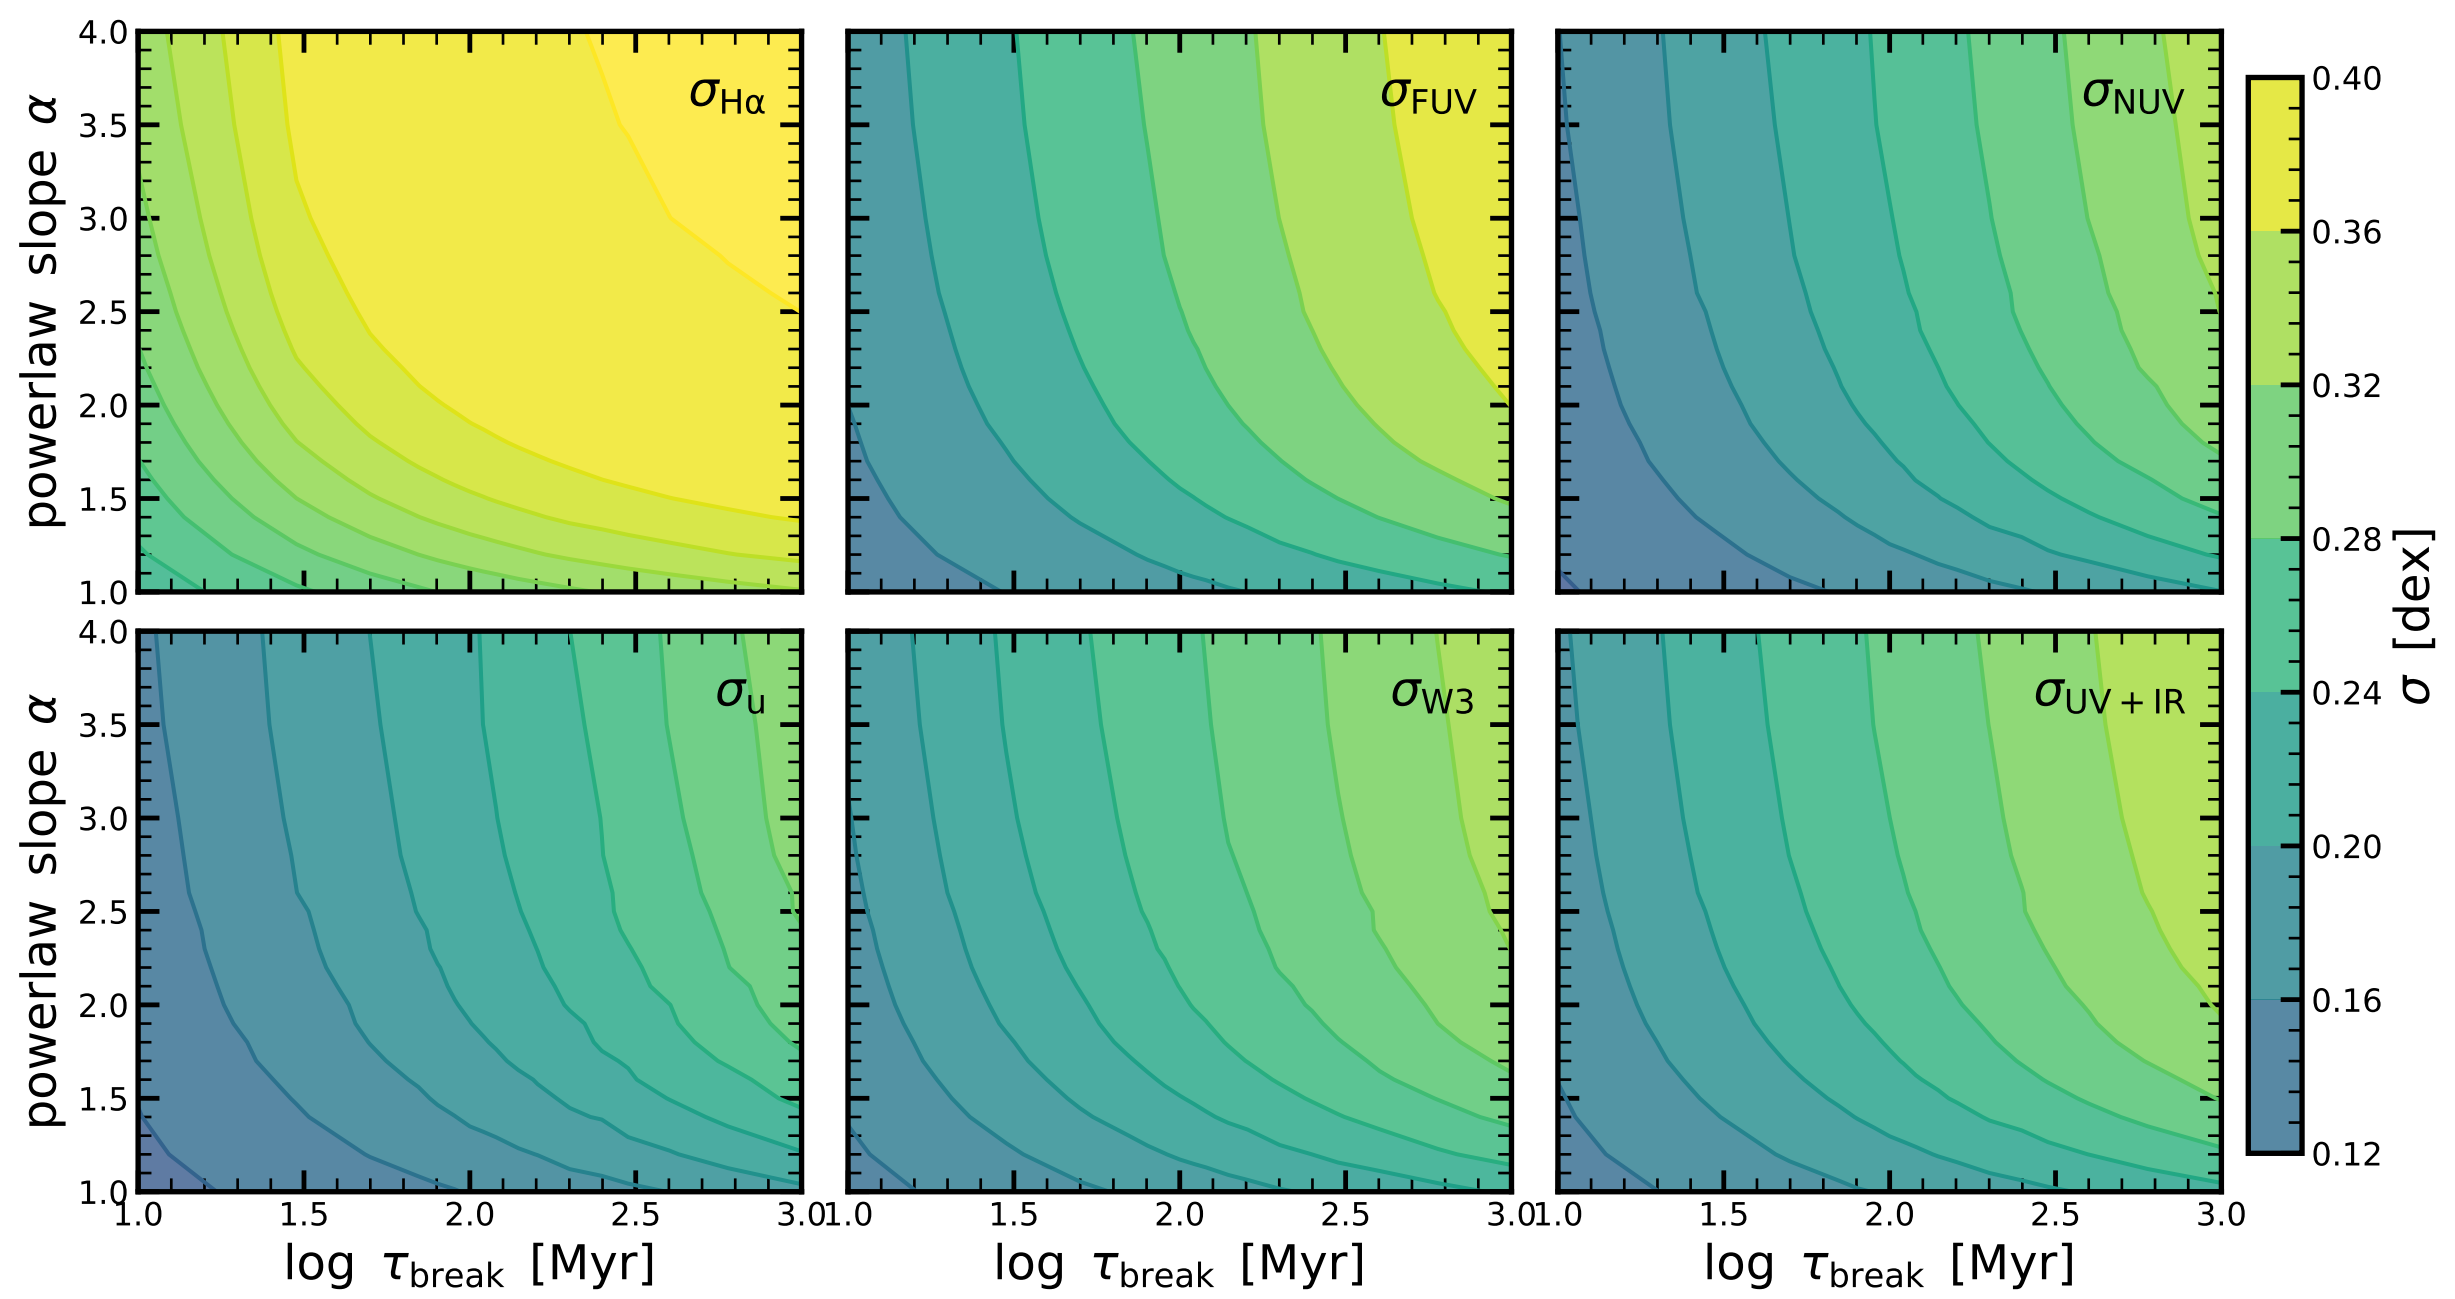 powerlaw slope α
4.0
3.5
3.0
2.5
2.0
1.5
1.0
σHα
σFUV
σNUV
powerlaw slope α
4.0
3.5
3.0
2.5
2.0
1.5
1.0
σu
σW3
σUV + IR
1.0 1.5 2.0 2.5 3.0
1.0 1.5 2.0 2.5 3.0
1.0 1.5 2.0 2.5 3.0
log τbreak [Myr]
log τbreak [Myr]
log τbreak [Myr]
0.40
0.36
0.32
0.28
0.24
0.20
0.16
0.12
σ [dex]